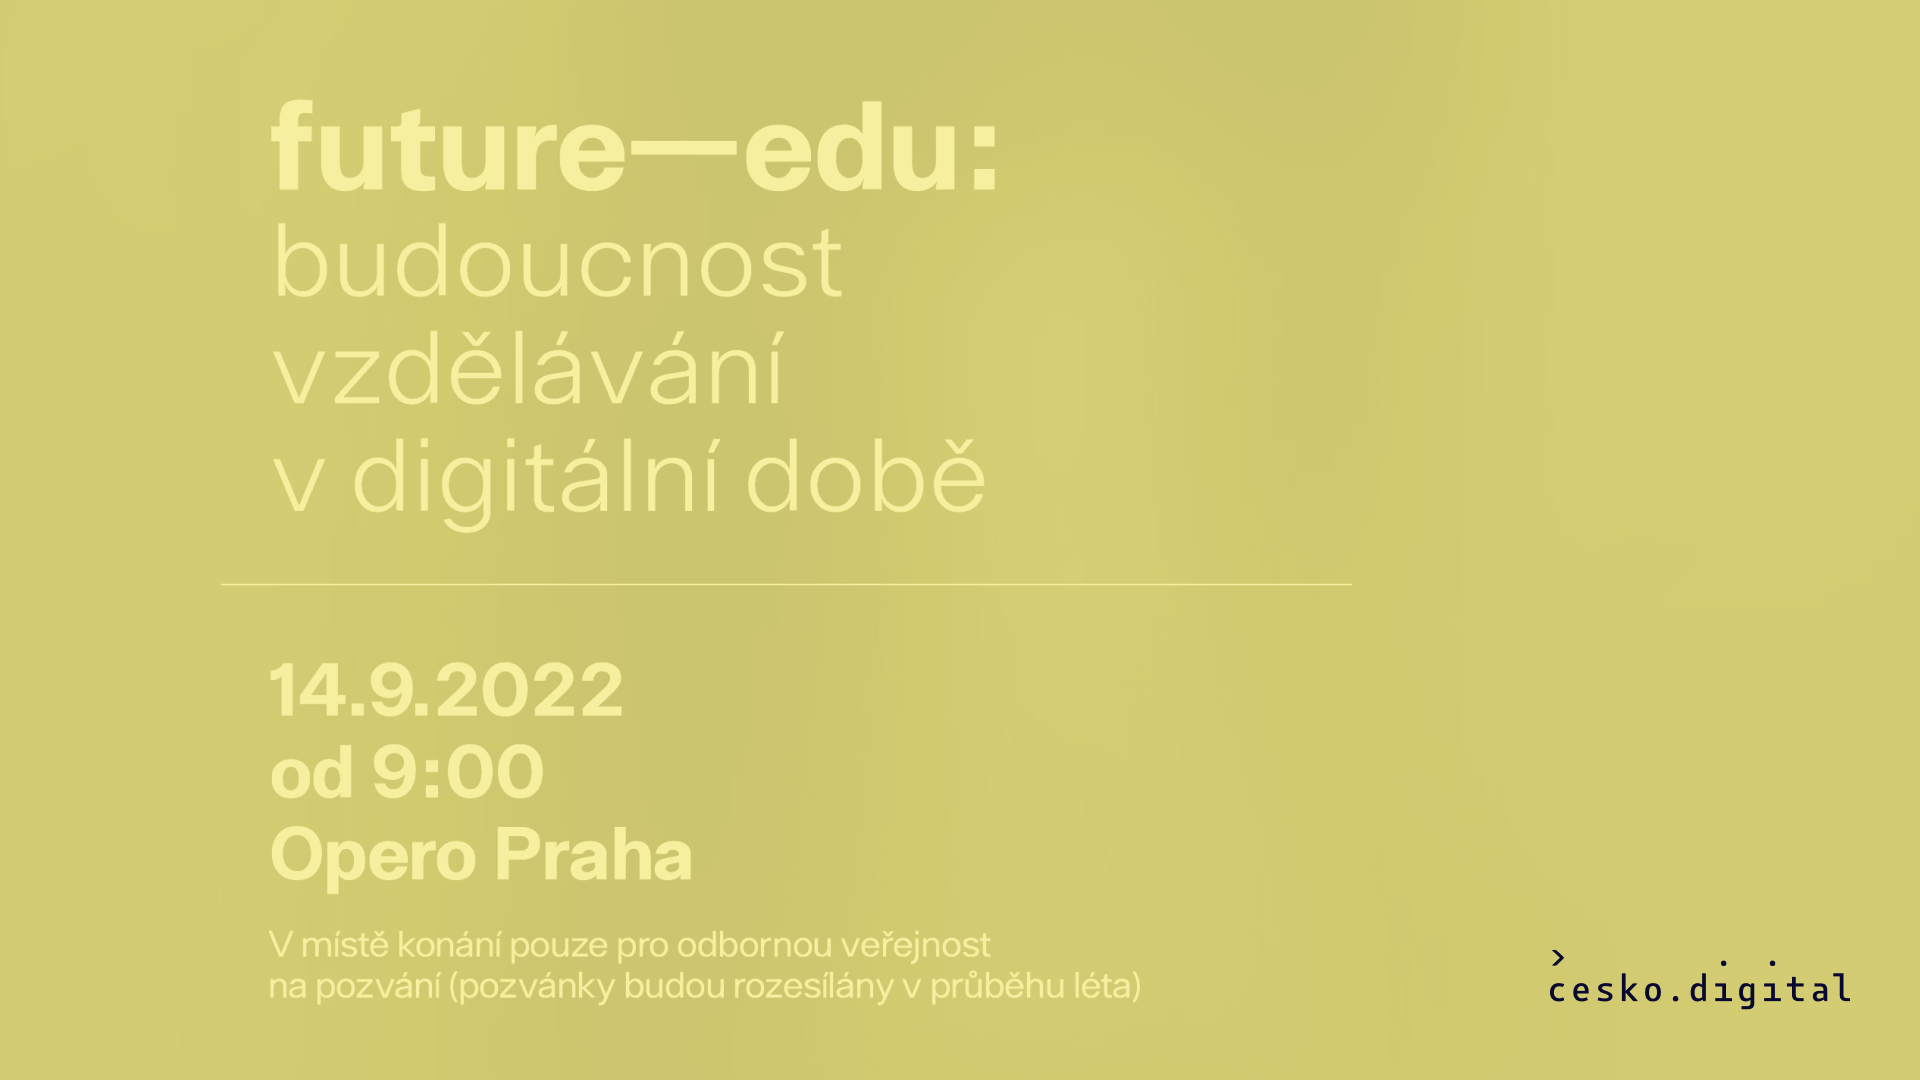 future—edu:
budoucnost
vzdělávání
v digitální době
14.9.2022
od 9:00
Opero Praha
V místě konání pouze pro odbornou veřejnost
na pozvání (pozvánky budou rozesílány v průběhu léta)
cesko.digital